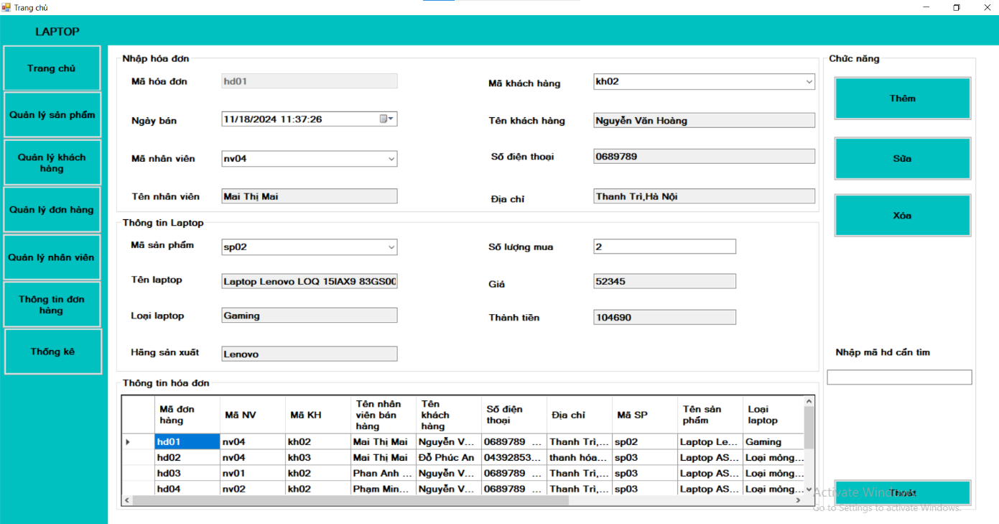 Trang chủ
LAPTOP
Trang chủ
Quản lý sản phẩm
Quản lý khách
hàng
Quản lý đơn hàng
Quản lý nhân viên
Thông tin đơn
hàng
Thống kê
Nhập hóa đơn
Mã hóa đơn hd01
Mã khách hàng kh02
Ngày bán 11/18/2024 11:37:26
Tên khách hàng Nguyễn Văn Hoàng
Mã nhân viên nv04
Số điện thoại 0689789
Tên nhân viên Mai Thị Mai
Địa chỉ Thanh Trì,Hà Nội
Thông tin Laptop
Mã sản phẩm sp02
Số lượng mua 2
Tên laptop Laptop Lenovo LOQ 15IAX9 83GS00
Giá 52345
Loại laptop Gaming
Thành tiền 104690
Hãng sản xuất Lenovo
Thông tin hóa đơn
Mã đơn hàng Mã NV Mã KH Tên nhân viên bán hàng Tên khách hàng Số điện thoại Địa chỉ Mã SP Tên sản phẩm Loại laptop
hd01 nv04 kh02 Mai Thị Mai Nguyễn V... 0689789 ... Thanh Trì,... sp02 Laptop Le... Gaming
hd02 nv04 kh03 Mai Thị Mai Đỗ Phúc An 04392853... thanh hóa... sp03 Laptop AS... Loại mỏng...
hd03 nv01 kh02 Phan Anh ... Nguyễn V... 0689789 ... Thanh Trì,... sp03 Laptop AS... Loại mỏng...
hd04 nv02 kh02 Phạm Min... Nguyễn V... 0689789 ... Thanh Trì,... sp03 Laptop AS... Loại mỏng...
Chức năng
Thêm
Sửa
Xóa
Nhập mã hd cần tìm
Thoát
Activate Windows
Go to Settings to activate Windows.